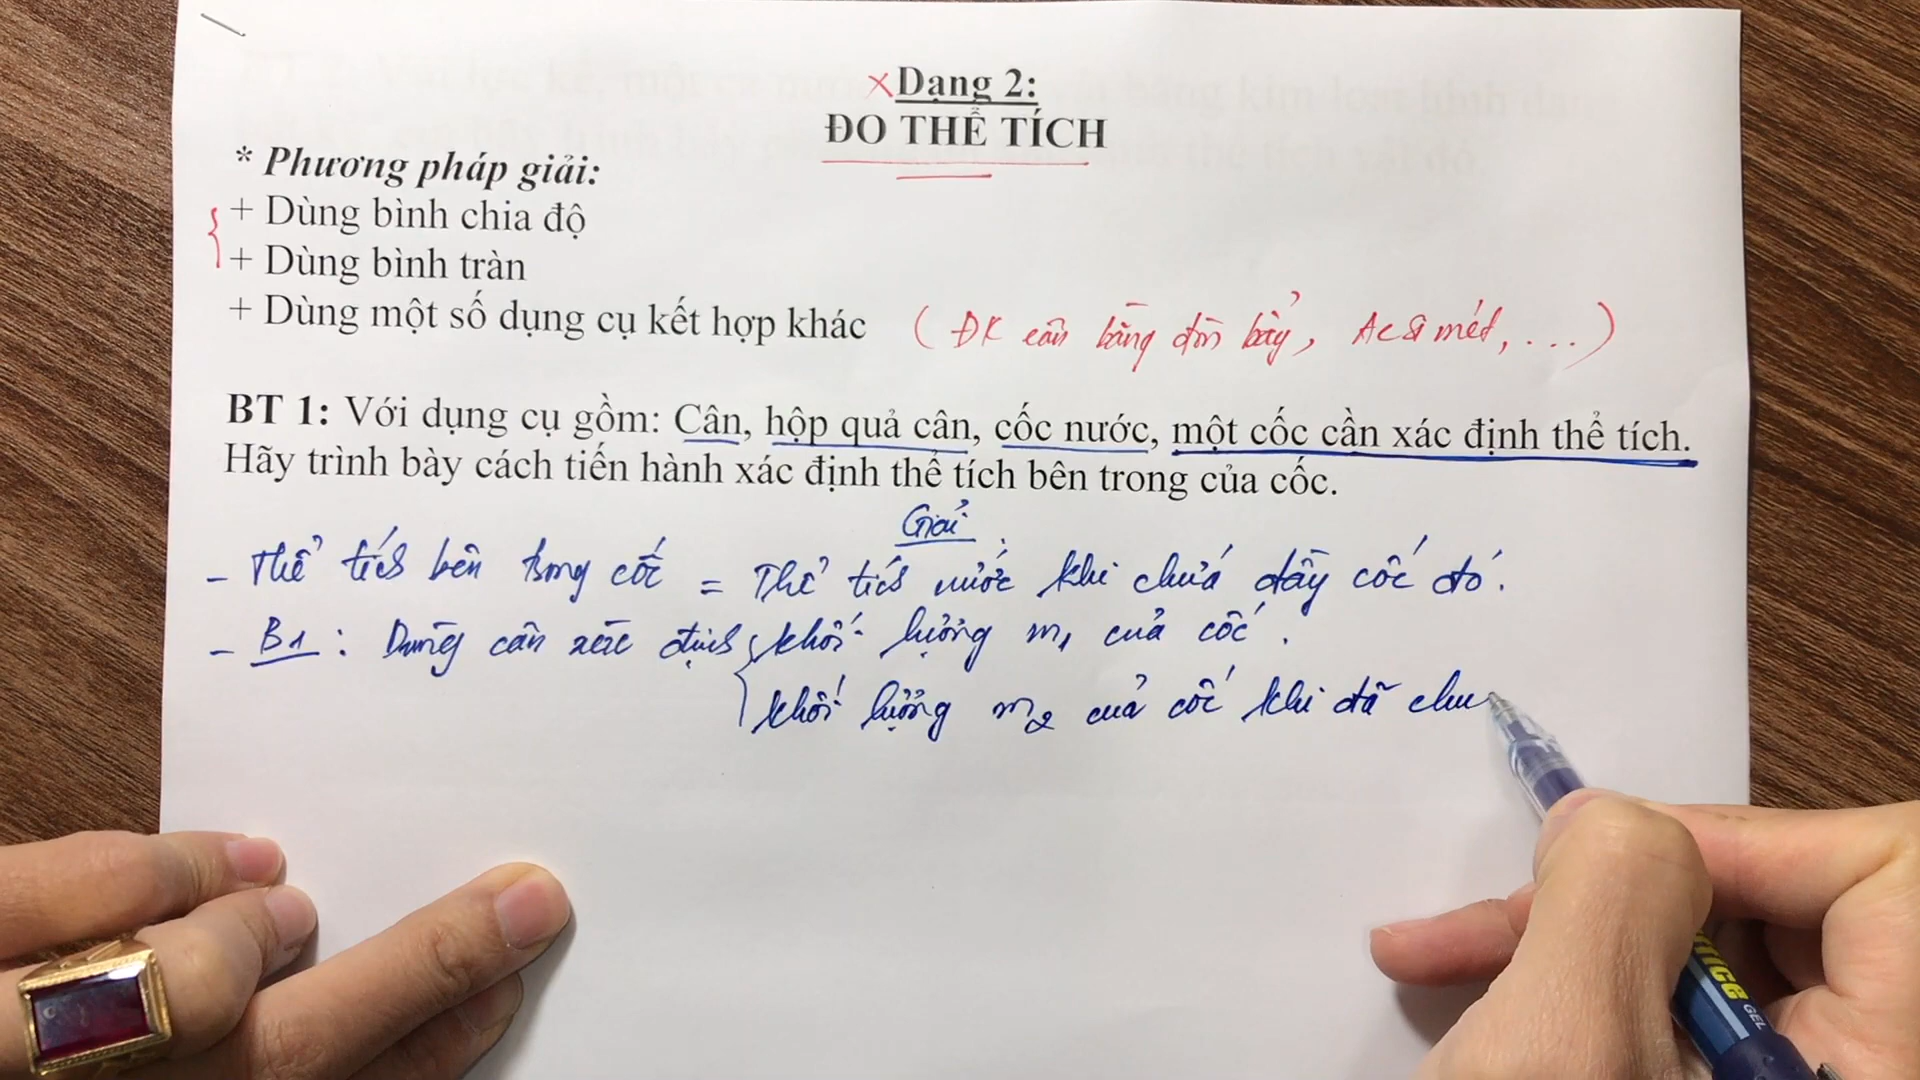 Dạng 2:
ĐO THỂ TÍCH
* Phương pháp giải:
+ Dùng bình chia độ
+ Dùng bình tràn
+ Dùng một số dụng cụ kết hợp khác (ĐK cân bằng đòn bẩy, Acsimét, ...)
BT 1: Với dụng cụ gồm: Cân, hộp quả cân, cốc nước, một cốc cần xác định thể tích.
Hãy trình bày cách tiến hành xác định thể tích bên trong của cốc.
Giải
- Thể tích bên trong cốc = Thể tích nước khi chứa đầy cốc đó.
- B1: Dùng cân xác định { khối lượng m₁ của cốc.
khối lượng m₂ của cốc khi đã chu
GEL